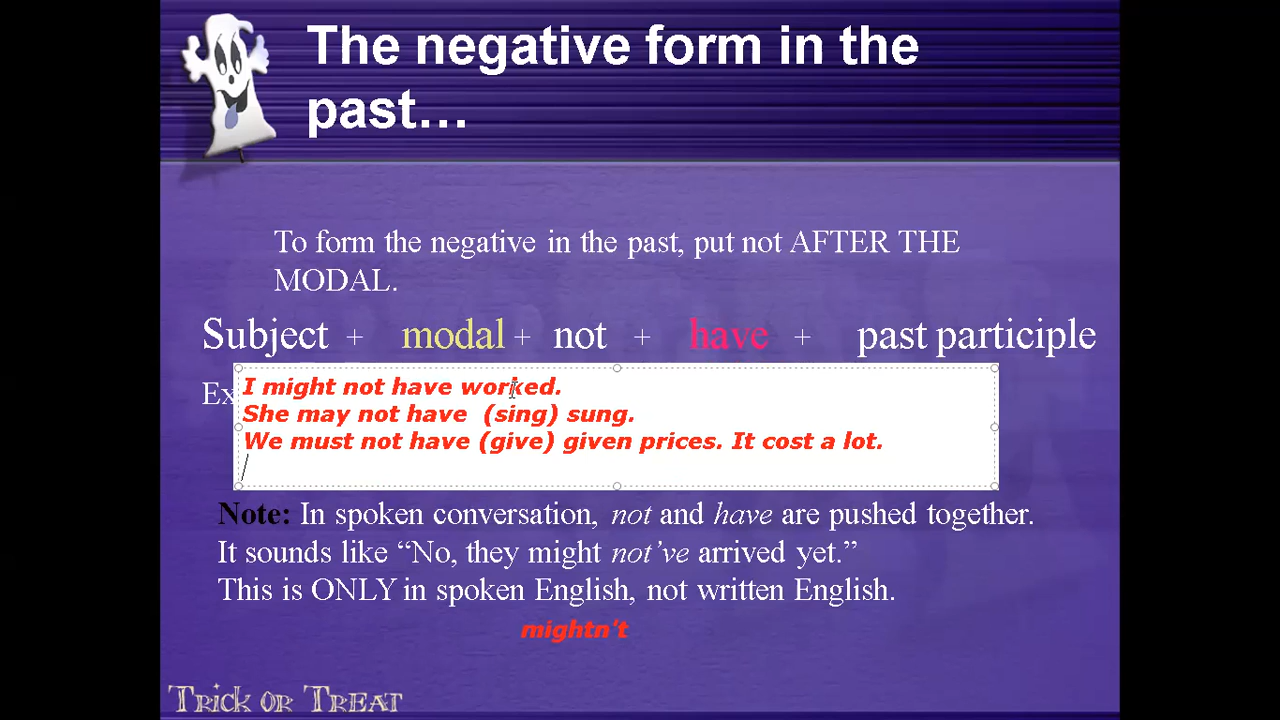 The negative form in the
past…
To form the negative in the past, put not AFTER THE
MODAL.
Subject + modal + not + have + past participle
Ex
I might not have worked.
She may not have (sing) sung.
We must not have (give) given prices. It cost a lot.
Note: In spoken conversation, not and have are pushed together.
It sounds like “No, they might not’ve arrived yet.”
This is ONLY in spoken English, not written English.
mightn't
Trick or Treat